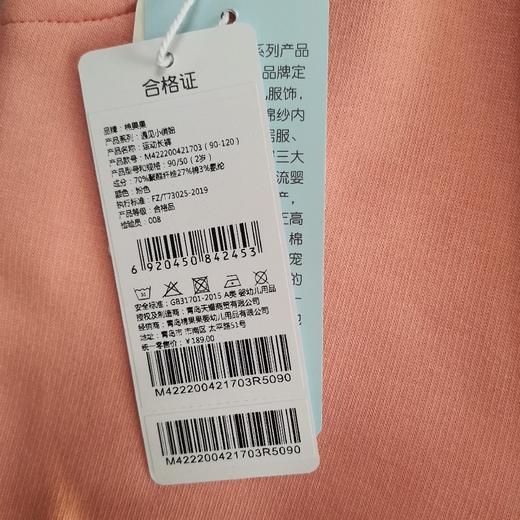 合格证
品牌：棉果果
产品系列：遇见小俏妞
产品名称：运动长裤
产品款号：M422200421703 (90-120)
产品型号和规格：90/50 (2岁)
成分：70%聚酯纤维27%棉3%氨纶
颜色：粉色
执行标准：FZ/T73025-2019
产品等级：合格品
检验员：008
6 920450 842453
安全标准：GB31701-2015 A类 婴幼儿用品
授权及制造商：青岛天耀商贸有限公司
经销商：青岛棉果果婴幼儿用品有限公司
青岛市 市南区 太平路51号
统一零售价：¥189.00
M422200421703R5090
M422200421703R5090
系列产品
品牌定
服饰，
棉纱内
居服、
三大
流婴
产，
三高
棉
宠
也